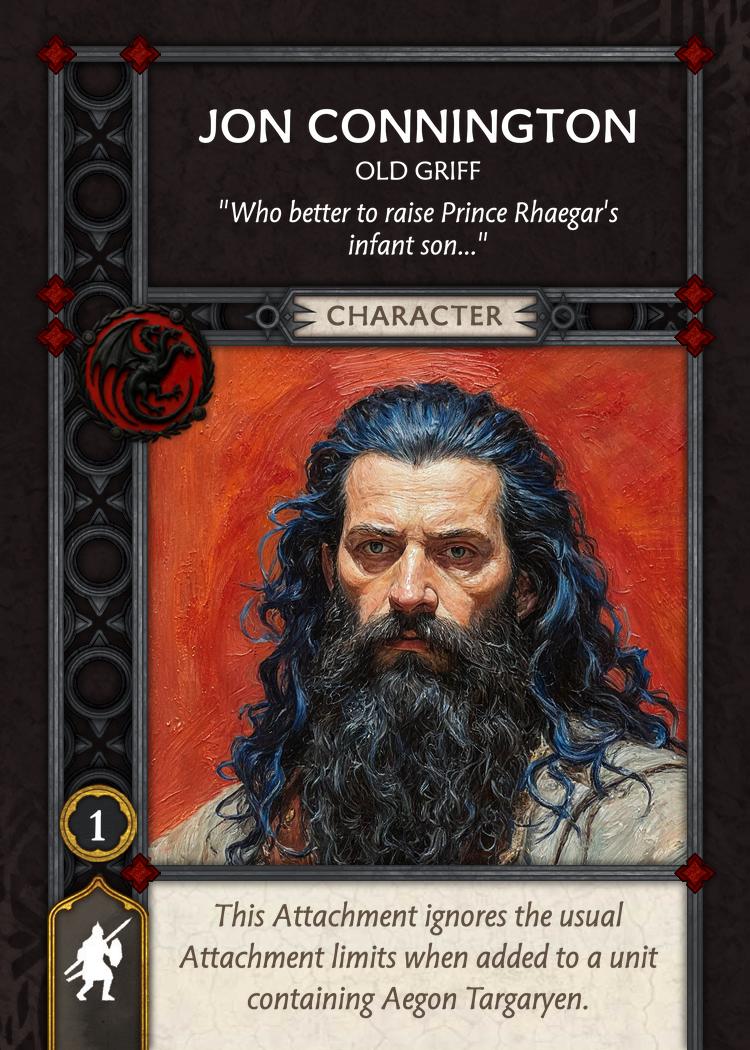 JON CONNINGTON
OLD GRIFF
"Who better to raise Prince Rhaegar's
infant son..."
CHARACTER
1
This Attachment ignores the usual
Attachment limits when added to a unit
containing Aegon Targaryen.